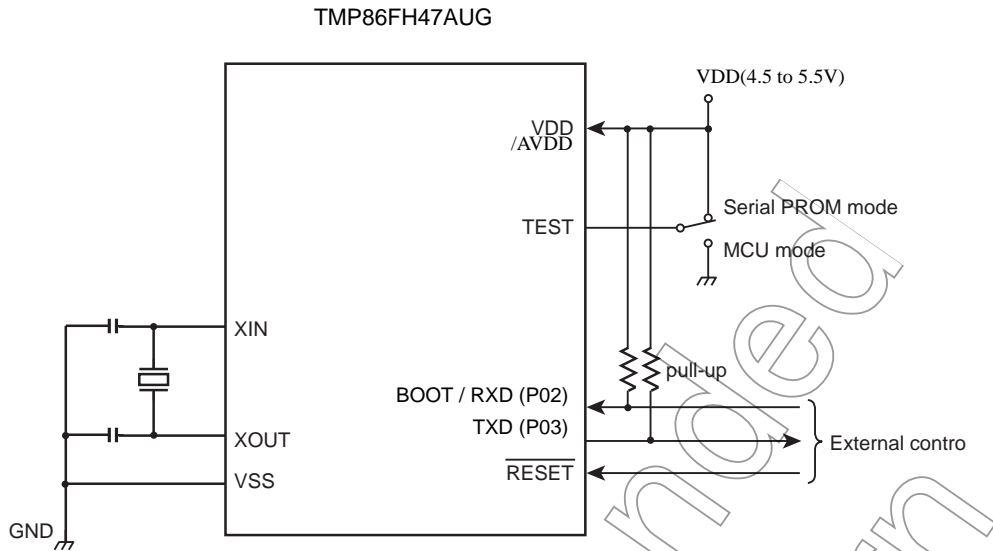 TMP86FH47AUG
VDD(4.5 to 5.5V)
VDD
/AVDD
Serial PROM mode
TEST
MCU mode
XIN
pull-up
BOOT / RXD (P02)
TXD (P03)
XOUT
External contro
RESET
VSS
GND